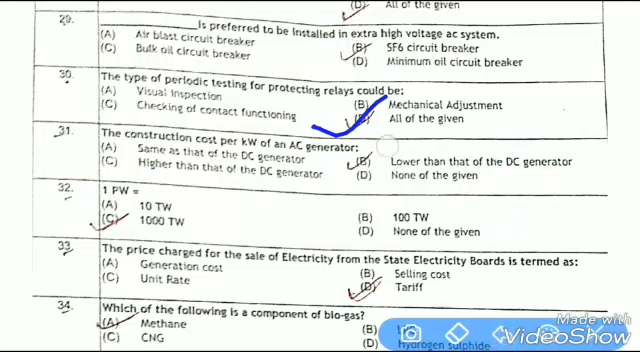 (D) All of the given
29. ______ is preferred to be installed in extra high voltage ac system.
(A) Air blast circuit breaker (B) SF6 circuit breaker
(C) Bulk oil circuit breaker (D) Minimum oil circuit breaker
30. The type of periodic testing for protecting relays could be:
(A) Visual inspection (B) Mechanical Adjustment
(C) Checking of contact functioning (D) All of the given
31. The construction cost per kW of an AC generator:
(A) Same as that of the DC generator (B) Lower than that of the DC generator
(C) Higher than that of the DC generator (D) None of the given
32. 1 PW =
(A) 10 TW (B) 100 TW
(C) 1000 TW (D) None of the given
33. The price charged for the sale of Electricity from the State Electricity Boards is termed as:
(A) Generation cost (B) Selling cost
(C) Unit Rate (D) Tariff
34. Which of the following is a component of bio-gas?
(A) Methane (B)
(C) CNG (D) Hydrogen sulphide
Made with
VideoShow